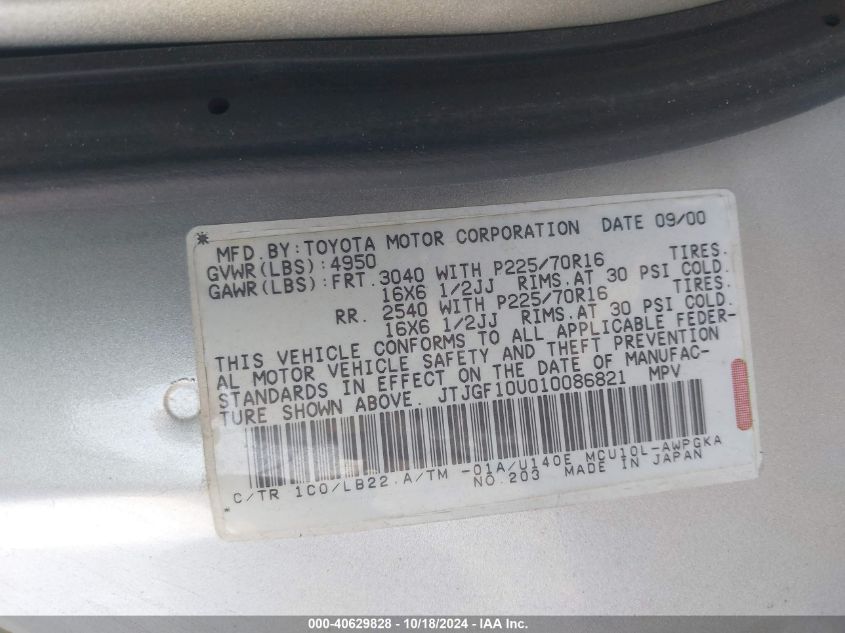 MFD.BY:TOYOTA MOTOR CORPORATION DATE 09/00
GVWR(LBS):4950
GAWR(LBS):FRT.3040 WITH P225/70R16 TIRES.
16X6 1/2JJ RIMS.AT 30 PSI COLD.
RR. 2540 WITH P225/70R16 TIRES.
16X6 1/2JJ RIMS.AT 30 PSI COLD.
THIS VEHICLE CONFORMS TO ALL APPLICABLE FEDER-
AL MOTOR VEHICLE SAFETY AND THEFT PREVENTION
STANDARDS IN EFFECT ON THE DATE OF MANUFAC-
TURE SHOWN ABOVE. JTJGF10U010086821 MPV
C/TR 1C0/LB22 A/TM -01A/U140E MCU10L-AWPGKA
NO.203 MADE IN JAPAN
000-40629828 - 10/18/2024 - IAA Inc.